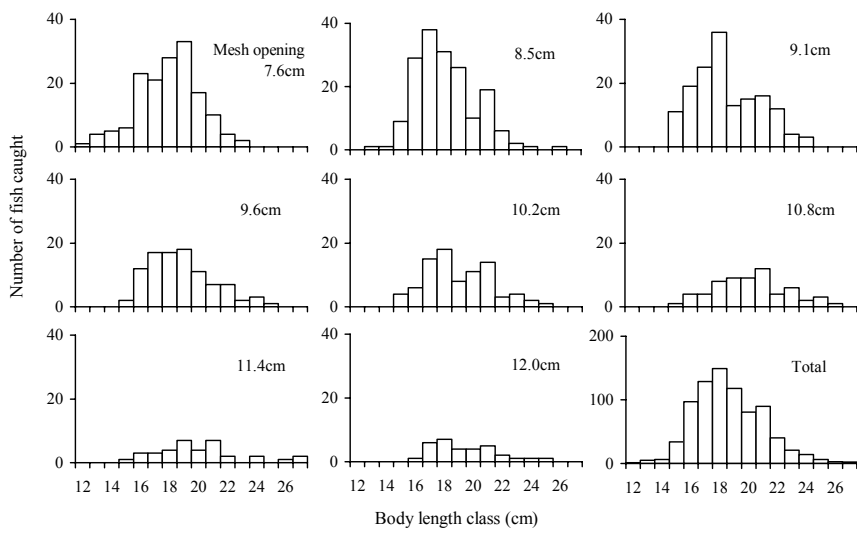 Number of fish caught
40
20
0
Mesh opening
7.6cm
40
20
0
8.5cm
40
20
0
9.1cm
40
20
0
9.6cm
40
20
0
10.2cm
40
20
0
10.8cm
40
20
0
11.4cm
12 14 16 18 20 22 24 26
40
20
0
12.0cm
12 14 16 18 20 22 24 26
200
100
0
Total
12 14 16 18 20 22 24 26
Body length class (cm)